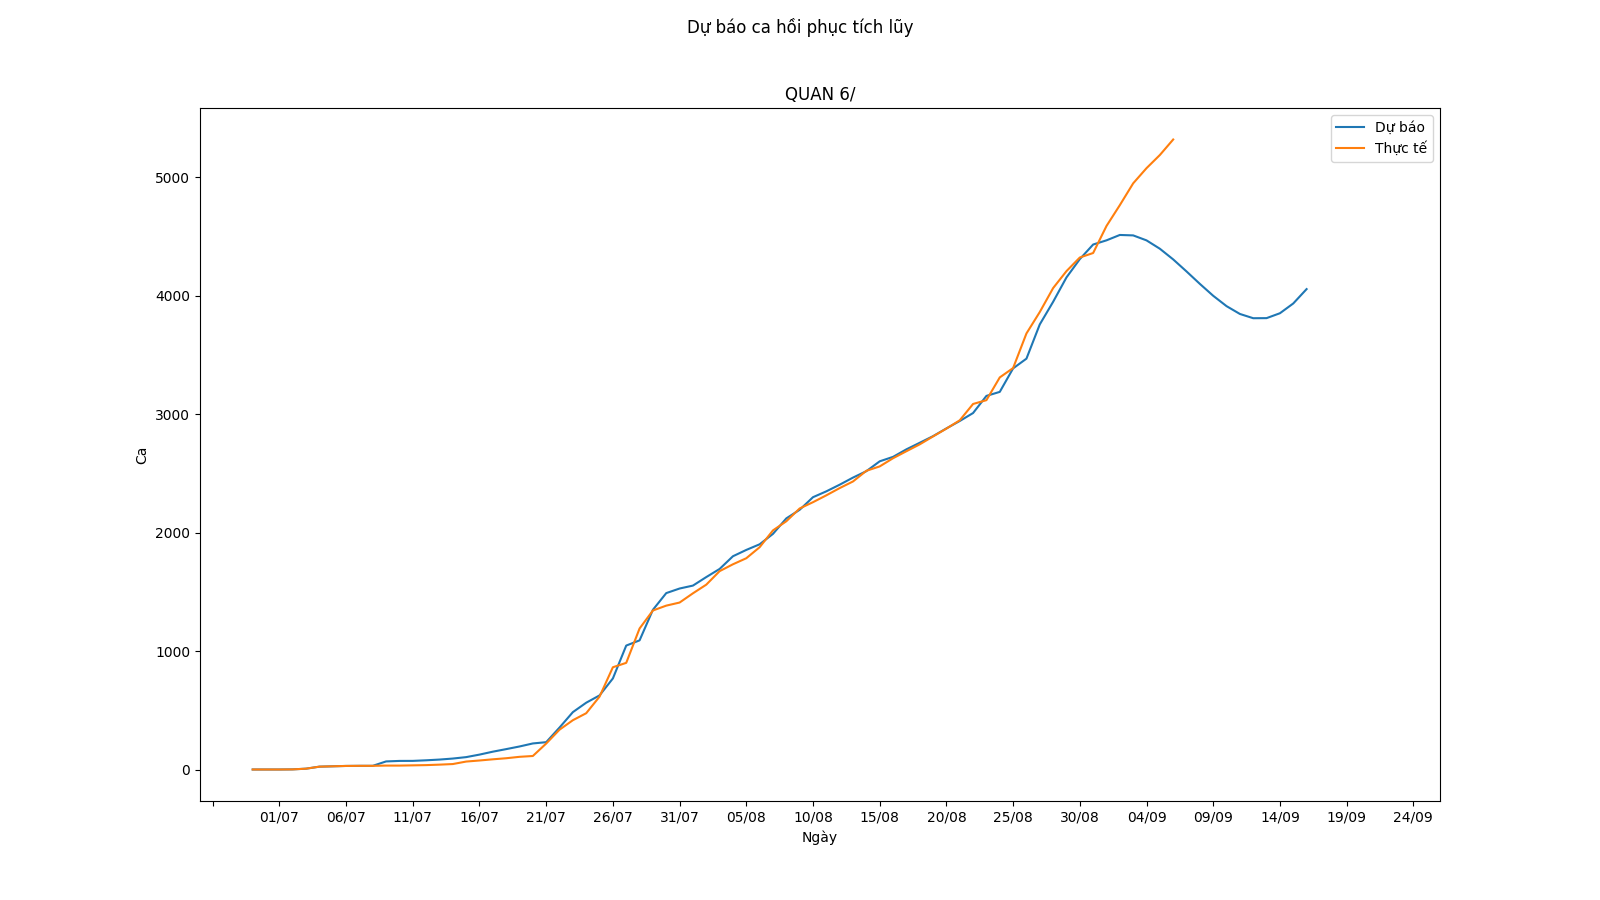 Dự báo ca hồi phục tích lũy
QUAN 6/
Dự báo
Thực tế
5000
4000
3000
2000
1000
0
Ca
01/07 06/07 11/07 16/07 21/07 26/07 31/07 05/08 10/08 15/08 20/08 25/08 30/08 04/09 09/09 14/09 19/09 24/09
Ngày